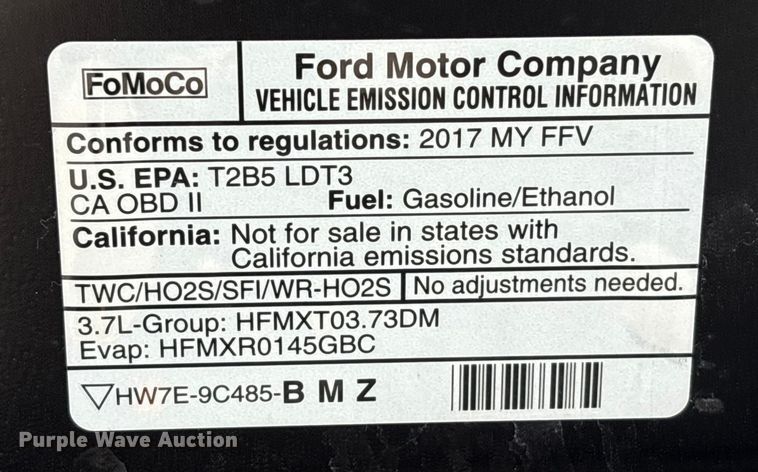 FoMoCo
Ford Motor Company
VEHICLE EMISSION CONTROL INFORMATION
Conforms to regulations: 2017 MY FFV
U.S. EPA: T2B5 LDT3
CA OBD II Fuel: Gasoline/Ethanol
California: Not for sale in states with
California emissions standards.
TWC/HO2S/SFI/WR-HO2S No adjustments needed.
3.7L-Group: HFMXT03.73DM
Evap: HFMXR0145GBC
HW7E-9C485-B M Z
Purple Wave Auction